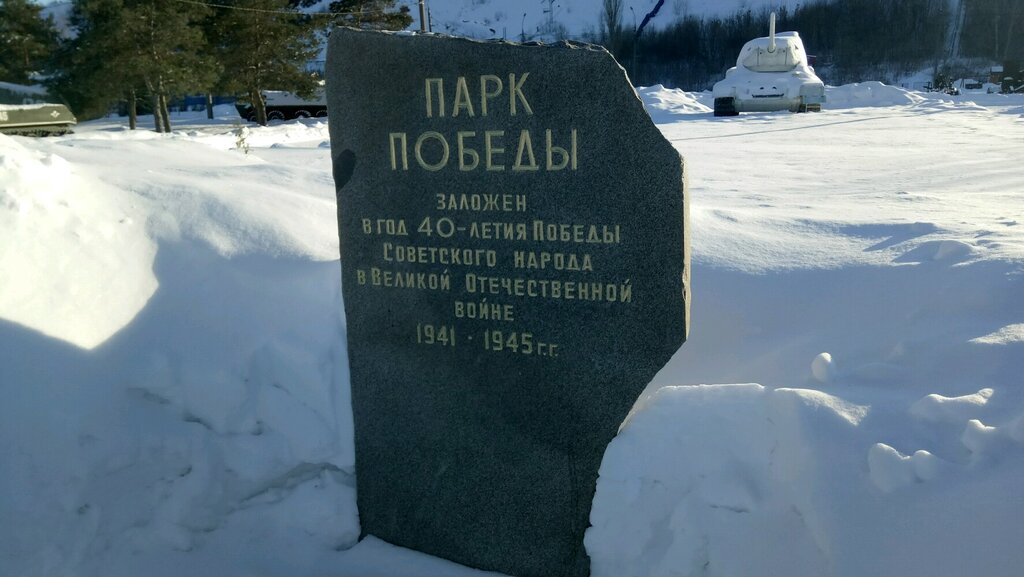 ПАРК
ПОБЕДЫ
ЗАЛОЖЕН
В ГОД 40-ЛЕТИЯ ПОБЕДЫ
СОВЕТСКОГО НАРОДА
В ВЕЛИКОЙ ОТЕЧЕСТВЕННОЙ
ВОЙНЕ
1941 · 1945 г.г.